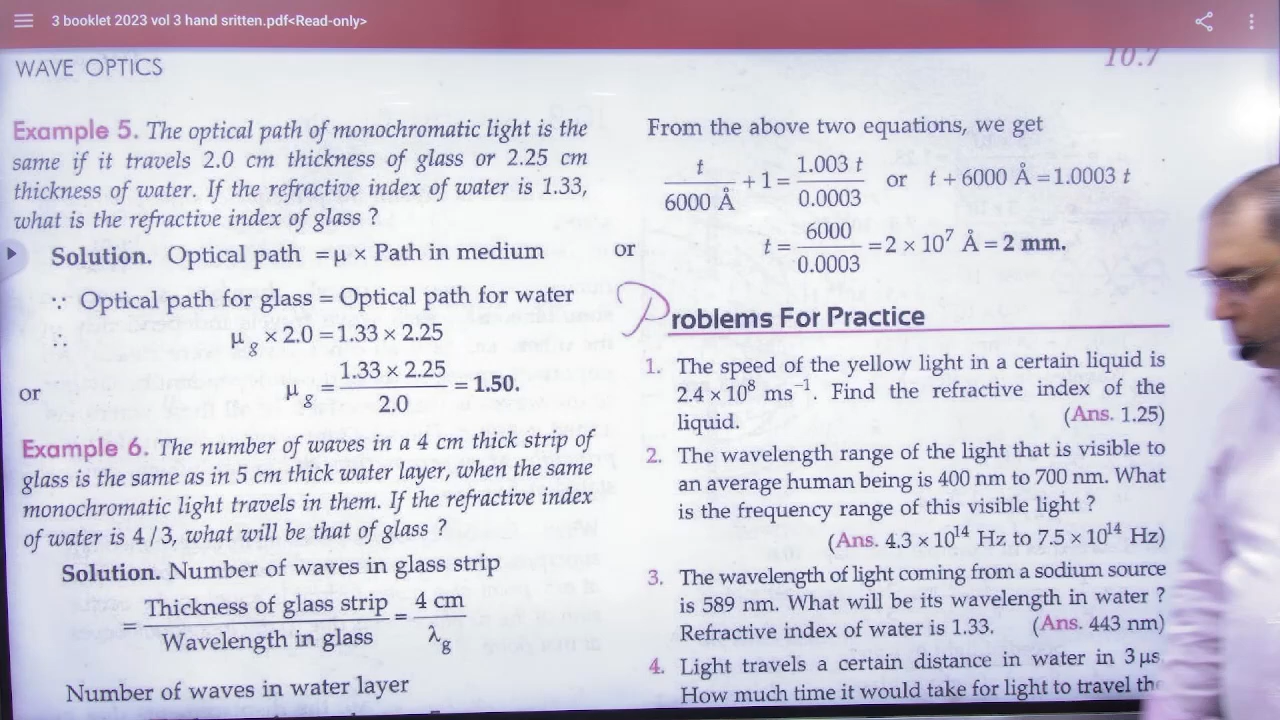 3 booklet 2023 vol 3 hand sritten.pdf<Read-only>
WAVE OPTICS
10.7
Example 5. The optical path of monochromatic light is the
same if it travels 2.0 cm thickness of glass or 2.25 cm
thickness of water. If the refractive index of water is 1.33,
what is the refractive index of glass ?
Solution. Optical path = μ × Path in medium
∵ Optical path for glass = Optical path for water
∴ μg × 2.0 = 1.33 × 2.25
or μg = 1.33 × 2.25 / 2.0 = 1.50.
Example 6. The number of waves in a 4 cm thick strip of
glass is the same as in 5 cm thick water layer, when the same
monochromatic light travels in them. If the refractive index
of water is 4/3, what will be that of glass ?
Solution. Number of waves in glass strip
= Thickness of glass strip / Wavelength in glass = 4 cm / λg
Number of waves in water layer
From the above two equations, we get
t / 6000 Å + 1 = 1.003 t / 0.0003 or t + 6000 Å = 1.0003 t
or t = 6000 / 0.0003 = 2 × 10⁷ Å = 2 mm.
Problems For Practice
1. The speed of the yellow light in a certain liquid is
2.4 × 10⁸ ms⁻¹. Find the refractive index of the
liquid. (Ans. 1.25)
2. The wavelength range of the light that is visible to
an average human being is 400 nm to 700 nm. What
is the frequency range of this visible light ?
(Ans. 4.3 × 10¹⁴ Hz to 7.5 × 10¹⁴ Hz)
3. The wavelength of light coming from a sodium source
is 589 nm. What will be its wavelength in water ?
Refractive index of water is 1.33. (Ans. 443 nm)
4. Light travels a certain distance in water in 3 μs.
How much time it would take for light to travel the